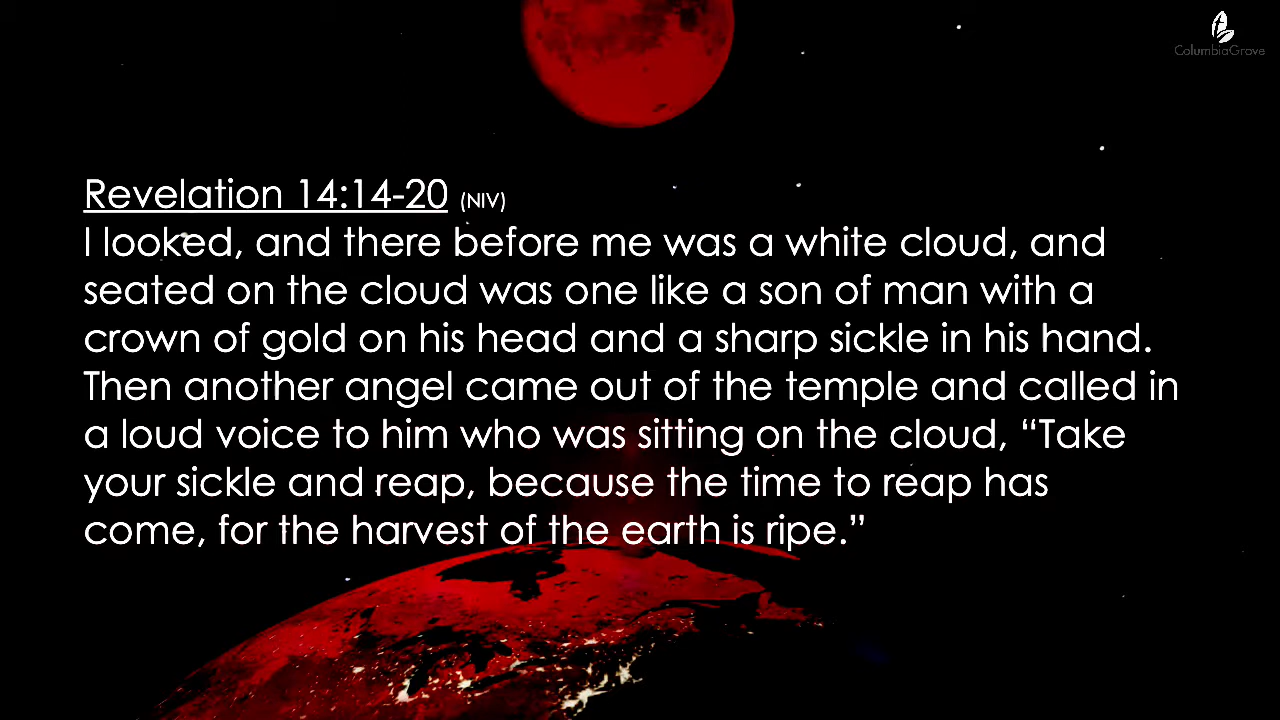 ColumbiaGrove
Revelation 14:14-20 (NIV)
I looked, and there before me was a white cloud, and
seated on the cloud was one like a son of man with a
crown of gold on his head and a sharp sickle in his hand.
Then another angel came out of the temple and called in
a loud voice to him who was sitting on the cloud, “Take
your sickle and reap, because the time to reap has
come, for the harvest of the earth is ripe.”